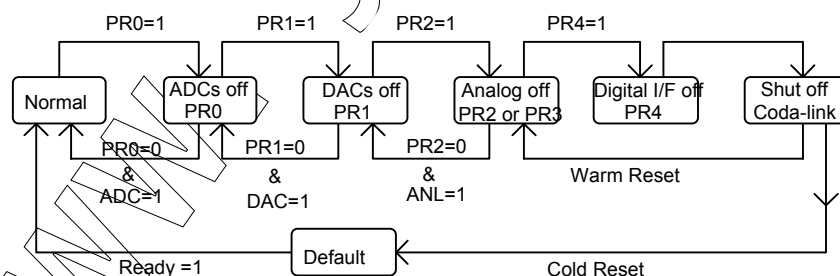 PR0=1
PR1=1
PR2=1
PR4=1
Normal
ADCs off
PR0
DACs off
PR1
Analog off
PR2 or PR3
Digital I/F off
PR4
Shut off
Coda-link
PR0=0
&
ADC=1
PR1=0
&
DAC=1
PR2=0
&
ANL=1
Warm Reset
Ready =1
Default
Cold Reset